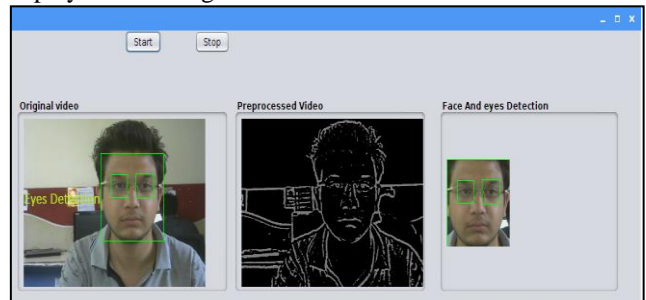 Start Stop
Original video Preprocessed Video Face And eyes Detection
Eyes Detection